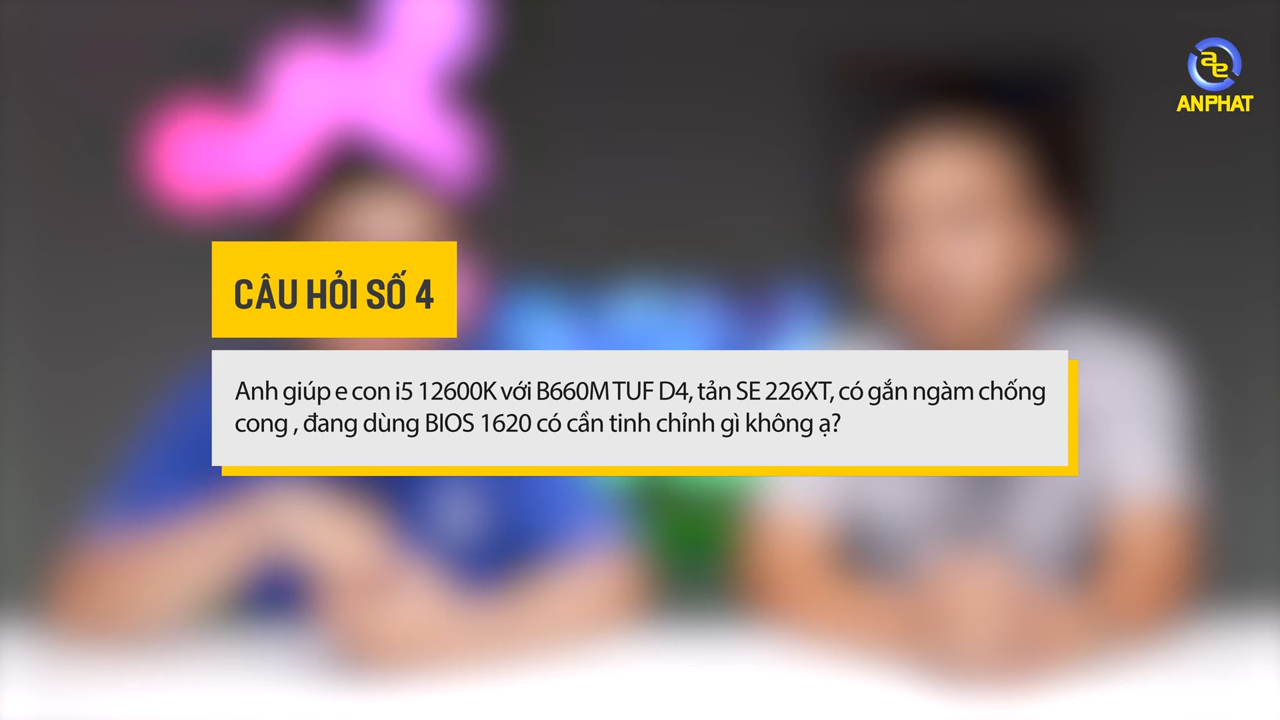 ae
ANPHAT
CÂU HỎI SỐ 4
Anh giúp e con i5 12600K với B660M TUF D4, tản SE 226XT, có gắn ngàm chống
cong , đang dùng BIOS 1620 có cần tinh chỉnh gì không ạ?